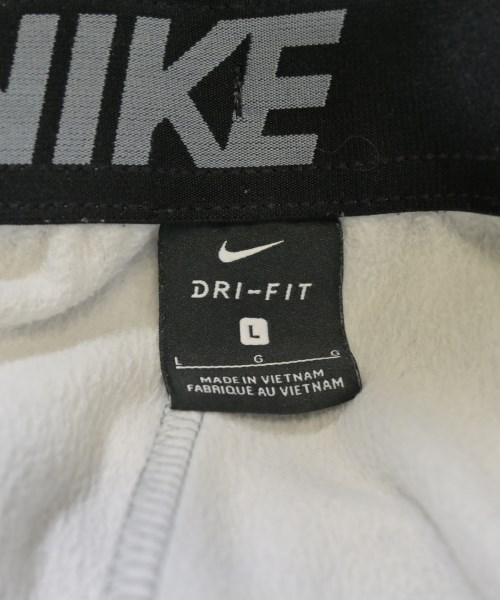 NIKE
DRI-FIT
L
L G G
MADE IN VIETNAM
FABRIQUE AU VIETNAM